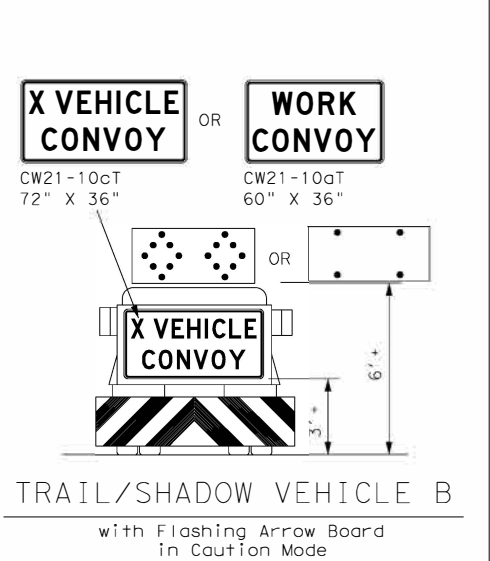 X VEHICLE
CONVOY
OR
WORK
CONVOY
CW21-10cT
72" X 36"
CW21-10aT
60" X 36"
OR
X VEHICLE
CONVOY
6'+
3'+
TRAIL/SHADOW VEHICLE B
with Flashing Arrow Board
in Caution Mode